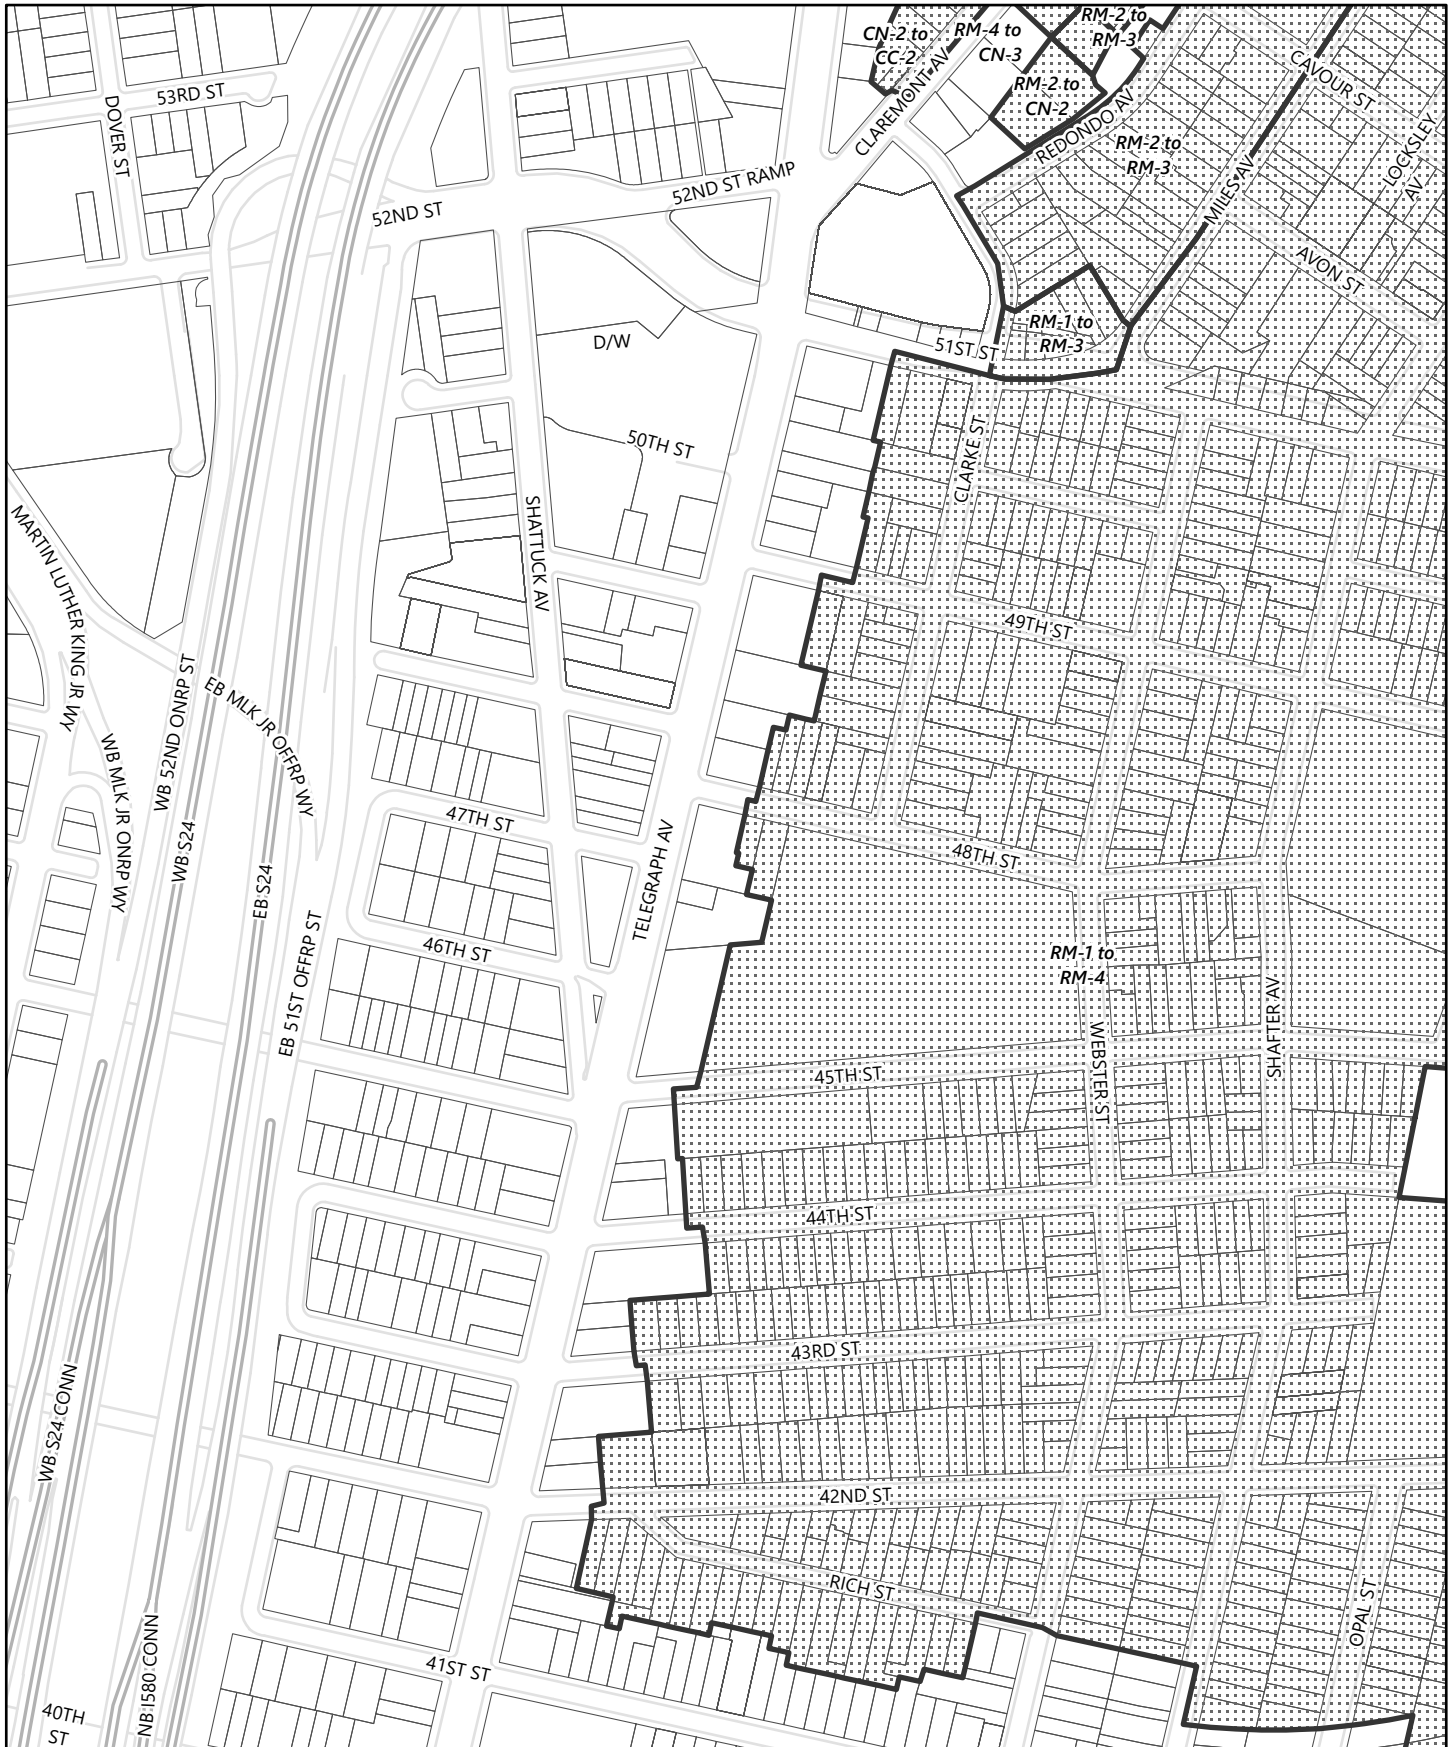 CN-2 to
CC-2
RM-4 to
CN-3
RM-2 to
RM-3
RM-2 to
CN-2
RM-2 to
RM-3
CLAREMONT AV
REDONDO AV
CAVOUR ST
LOCKSLEY
AV
MILES AV
AVON ST
53RD ST
DOVER ST
52ND ST
52ND ST RAMP
RM-1 to
RM-3
51ST ST
D/W
50TH ST
CLARKE ST
SHATTUCK AV
MARTIN LUTHER KING JR WY
49TH ST
WB 52ND ONRP ST
EB MLK JR OFFRP WY
WB MLK JR ONRP WY
WB S24
EB S24
47TH ST
TELEGRAPH AV
48TH ST
46TH ST
EB 51ST OFFRP ST
RM-1 to
RM-4
SHAFTER AV
WEBSTER ST
45TH ST
44TH ST
43RD ST
WB S24 CONN
42ND ST
RICH ST
OPAL ST
41ST ST
NB I580 CONN
40TH
ST